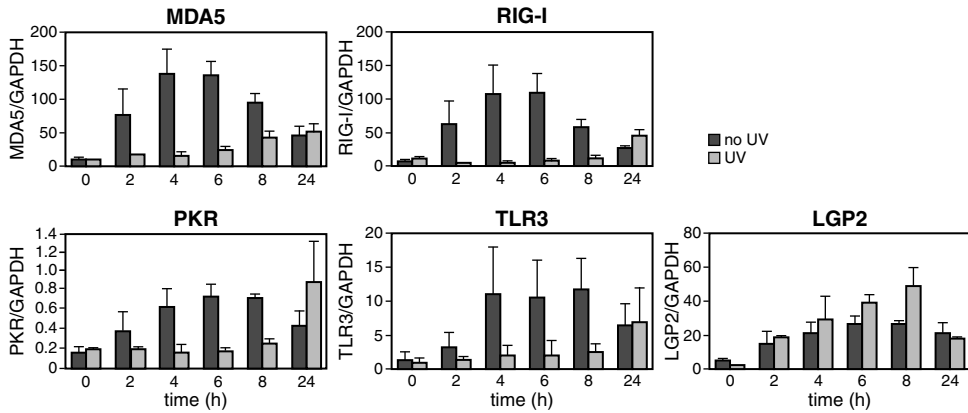 MDA5
RIG-I
MDA5/GAPDH
200
150
100
50
0
0 2 4 6 8 24
RIG-I/GAPDH
200
150
100
50
0
0 2 4 6 8 24
no UV
UV
PKR
TLR3
LGP2
PKR/GAPDH
1.4
1.2
1.0
0.8
0.6
0.4
0.2
0
0 2 4 6 8 24
time (h)
TLR3/GAPDH
20
15
10
5
0
0 2 4 6 8 24
time (h)
LGP2/GAPDH
80
60
40
20
0
0 2 4 6 8 24
time (h)